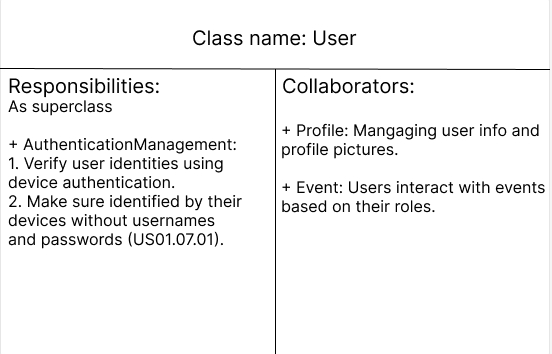 Class name: User
Responsibilities:
As superclass
+ AuthenticationManagement:
1. Verify user identities using
device authentication.
2. Make sure identified by their
devices without usernames
and passwords (US01.07.01).
Collaborators:
+ Profile: Mangaging user info and
profile pictures.
+ Event: Users interact with events
based on their roles.